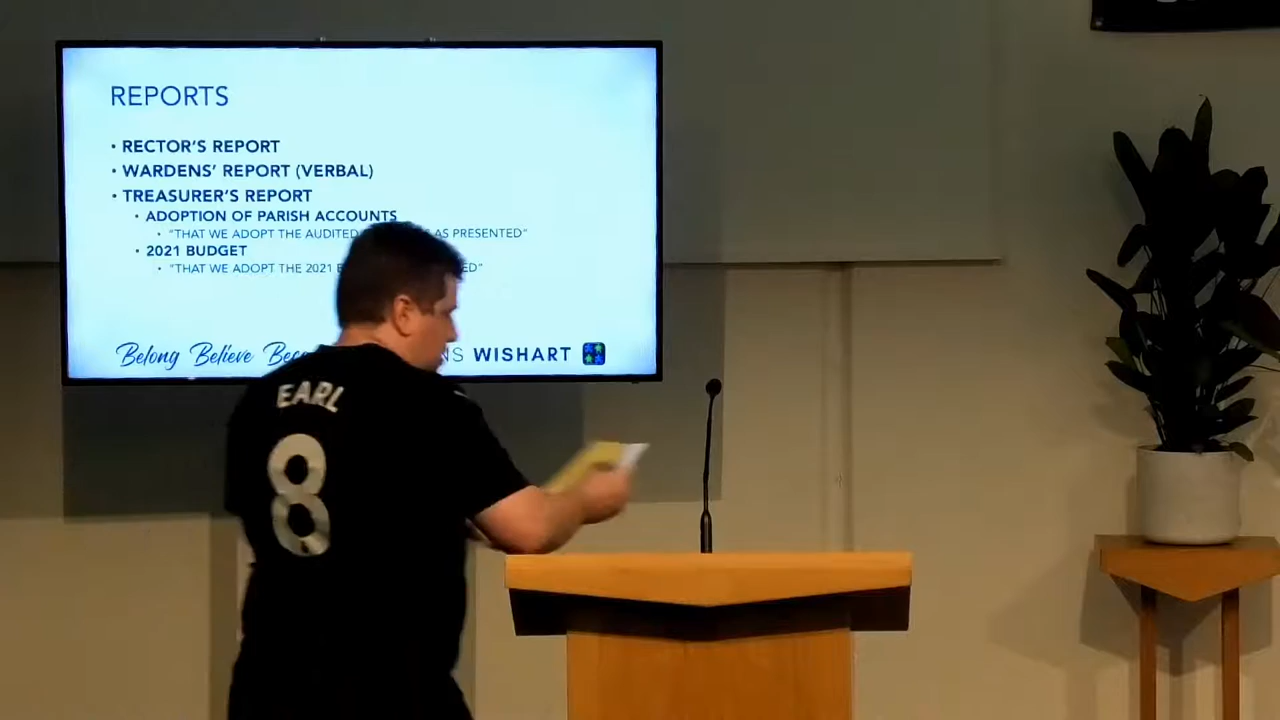 REPORTS
• RECTOR'S REPORT
• WARDENS' REPORT (VERBAL)
• TREASURER'S REPORT
• ADOPTION OF PARISH ACCOUNTS
• "THAT WE ADOPT THE AUDITED AS PRESENTED"
• 2021 BUDGET
• "THAT WE ADOPT THE 2021
Belong Believe WISHART
EARL
8